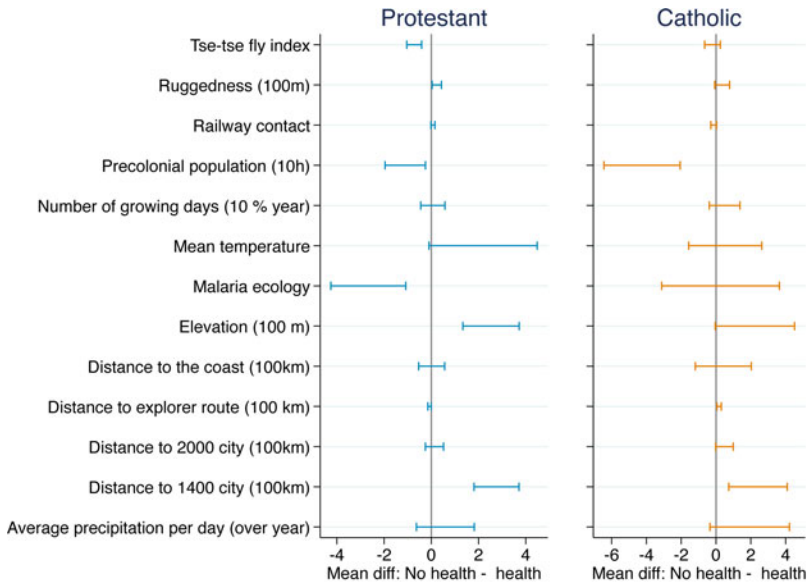 Protestant
Catholic
Tse-tse fly index
Ruggedness (100m)
Railway contact
Precolonial population (10h)
Number of growing days (10 % year)
Mean temperature
Malaria ecology
Elevation (100 m)
Distance to the coast (100km)
Distance to explorer route (100 km)
Distance to 2000 city (100km)
Distance to 1400 city (100km)
Average precipitation per day (over year)
-4 -2 0 2 4
-6 -4 -2 0 2 4
Mean diff: No health - health
Mean diff: No health - health